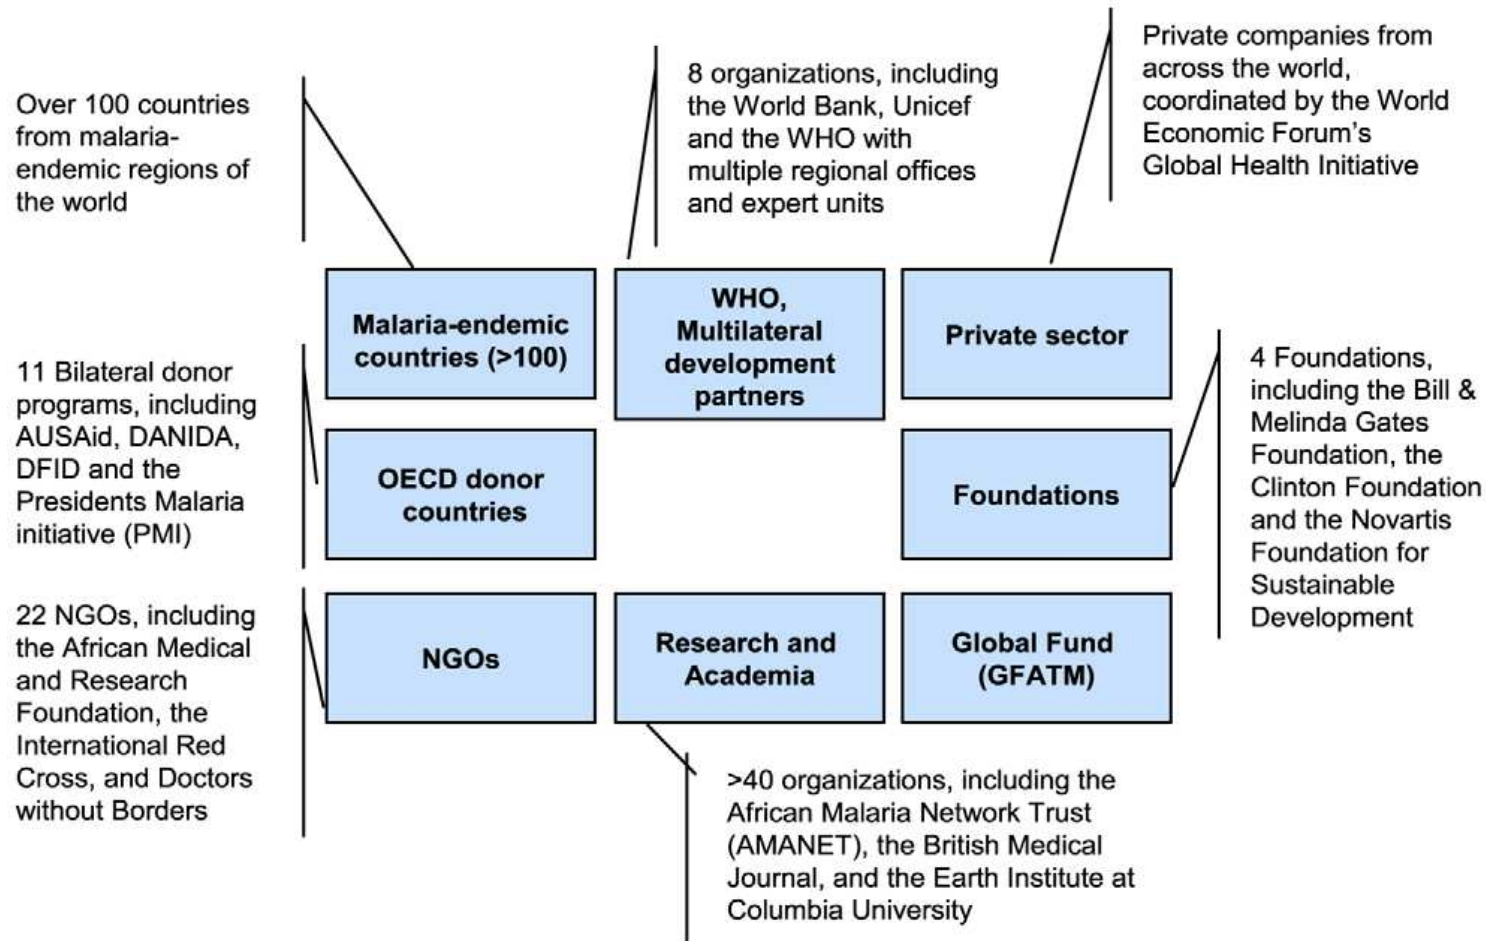 Over 100 countries
from malaria-
endemic regions of
the world
8 organizations, including
the World Bank, Unicef
and the WHO with
multiple regional offices
and expert units
Private companies from
across the world,
coordinated by the World
Economic Forum’s
Global Health Initiative
Malaria-endemic
countries (>100)
WHO,
Multilateral
development
partners
Private sector
11 Bilateral donor
programs, including
AUSAid, DANIDA,
DFID and the
Presidents Malaria
initiative (PMI)
OECD donor
countries
Foundations
4 Foundations,
including the Bill &
Melinda Gates
Foundation, the
Clinton Foundation
and the Novartis
Foundation for
Sustainable
Development
22 NGOs, including
the African Medical
and Research
Foundation, the
International Red
Cross, and Doctors
without Borders
NGOs
Research and
Academia
Global Fund
(GFATM)
>40 organizations, including the
African Malaria Network Trust
(AMANET), the British Medical
Journal, and the Earth Institute at
Columbia University